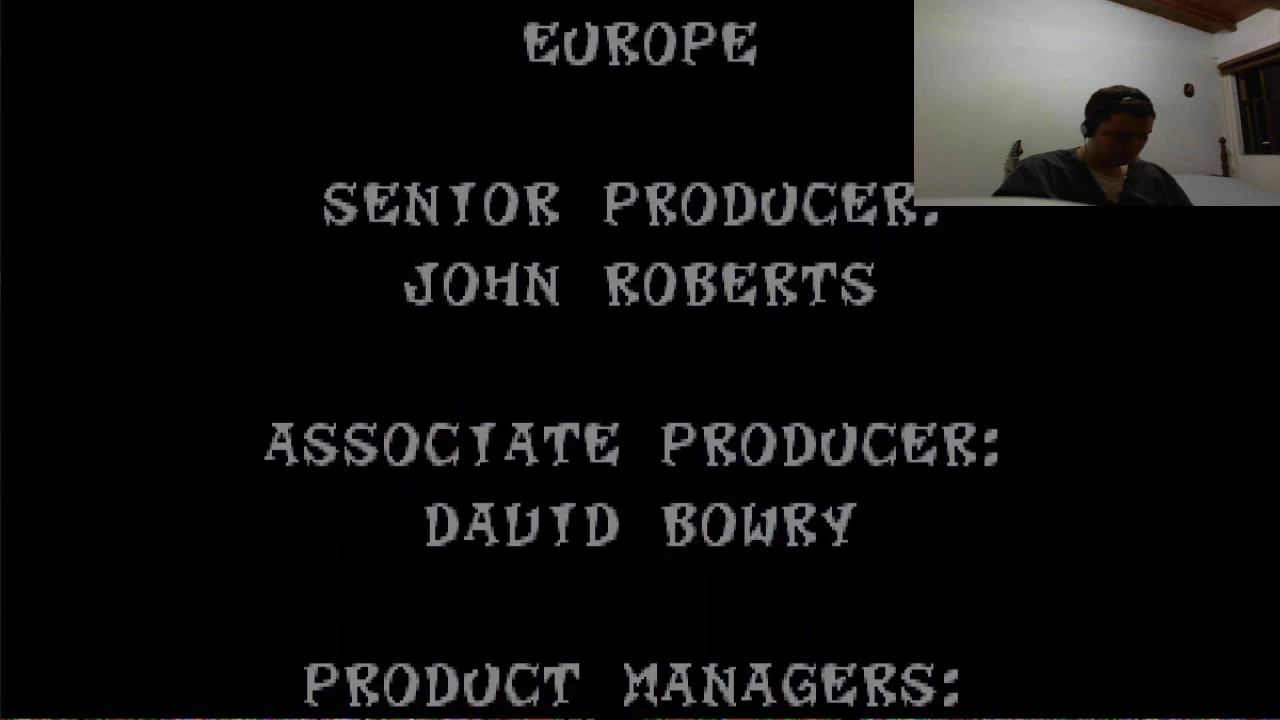 EUROPE
SENIOR PRODUCER:
JOHN ROBERTS
ASSOCIATE PRODUCER:
DAVID BOWRY
PRODUCT MANAGERS: